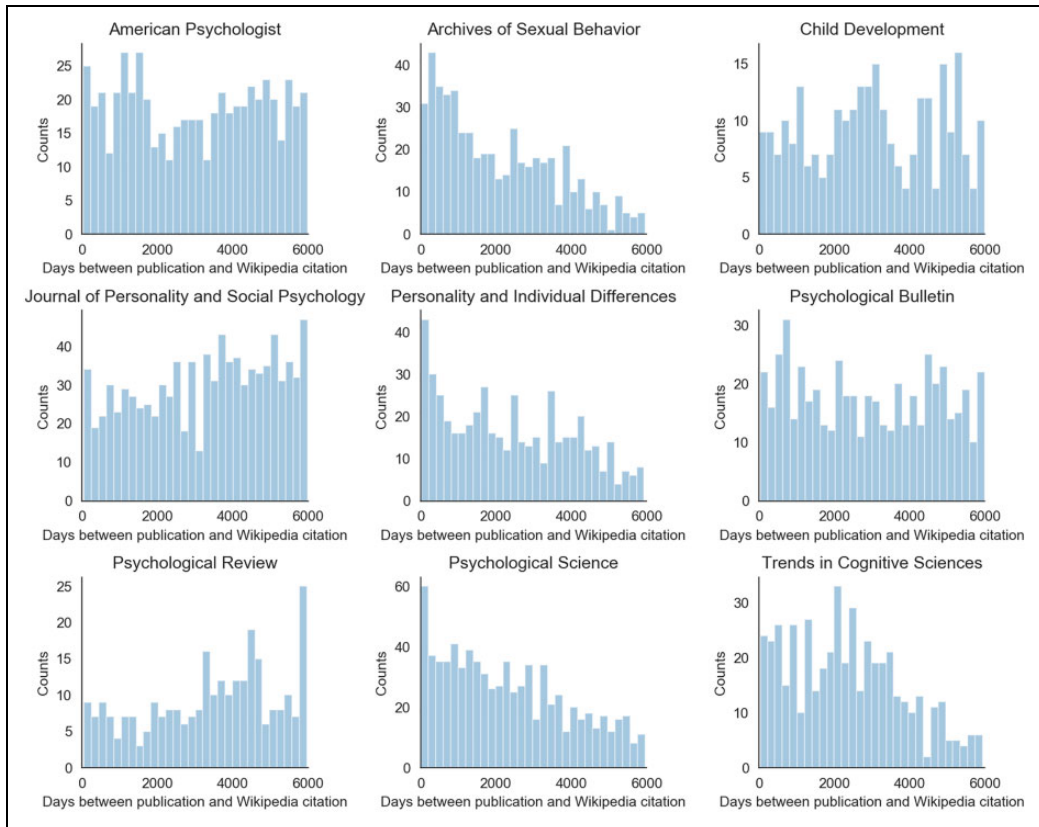 American Psychologist
25
20
15
10
5
0
Counts
0 2000 4000 6000
Days between publication and Wikipedia citation
Archives of Sexual Behavior
40
30
20
10
0
Counts
0 2000 4000 6000
Days between publication and Wikipedia citation
Child Development
15
10
5
0
Counts
0 2000 4000 6000
Days between publication and Wikipedia citation
Journal of Personality and Social Psychology
40
30
20
10
0
Counts
0 2000 4000 6000
Days between publication and Wikipedia citation
Personality and Individual Differences
40
30
20
10
0
Counts
0 2000 4000 6000
Days between publication and Wikipedia citation
Psychological Bulletin
30
20
10
0
Counts
0 2000 4000 6000
Days between publication and Wikipedia citation
Psychological Review
25
20
15
10
5
0
Counts
0 2000 4000 6000
Days between publication and Wikipedia citation
Psychological Science
60
40
20
0
Counts
0 2000 4000 6000
Days between publication and Wikipedia citation
Trends in Cognitive Sciences
30
20
10
0
Counts
0 2000 4000 6000
Days between publication and Wikipedia citation